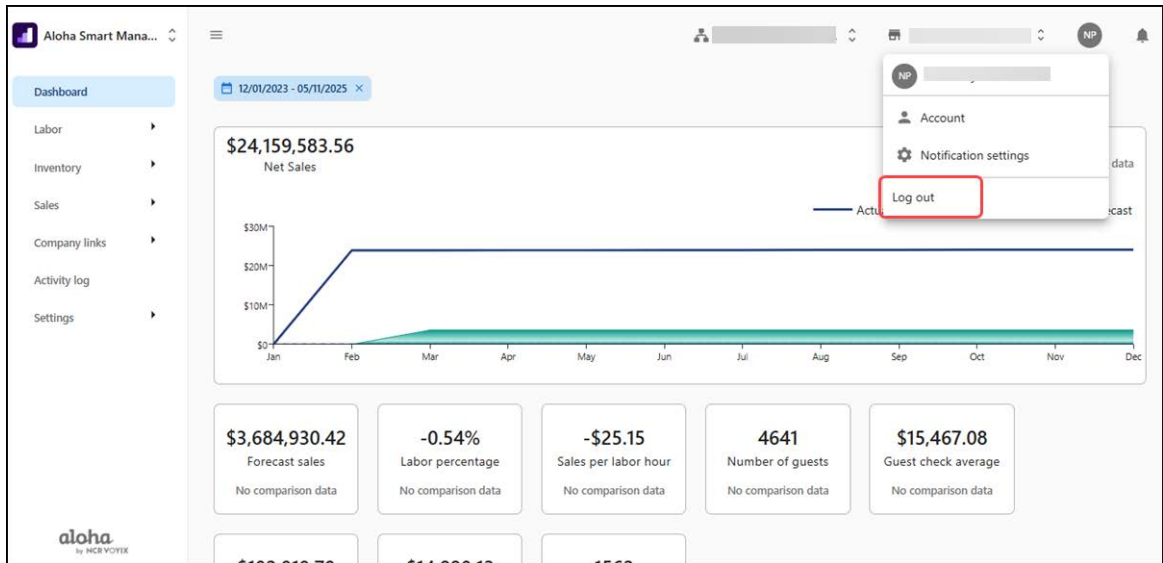 Aloha Smart Mana...
NP
NP
Account
Notification settings
Log out
Dashboard
Labor
Inventory
Sales
Company links
Activity log
Settings
aloha
by NCR VOYIX
12/01/2023 - 05/11/2025 ×
$24,159,583.56
Net Sales
data
Actu
ecast
$30M
$20M
$10M
$0
Jan Feb Mar Apr May Jun Jul Aug Sep Oct Nov Dec
$3,684,930.42
Forecast sales
No comparison data
-0.54%
Labor percentage
No comparison data
-$25.15
Sales per labor hour
No comparison data
4641
Number of guests
No comparison data
$15,467.08
Guest check average
No comparison data